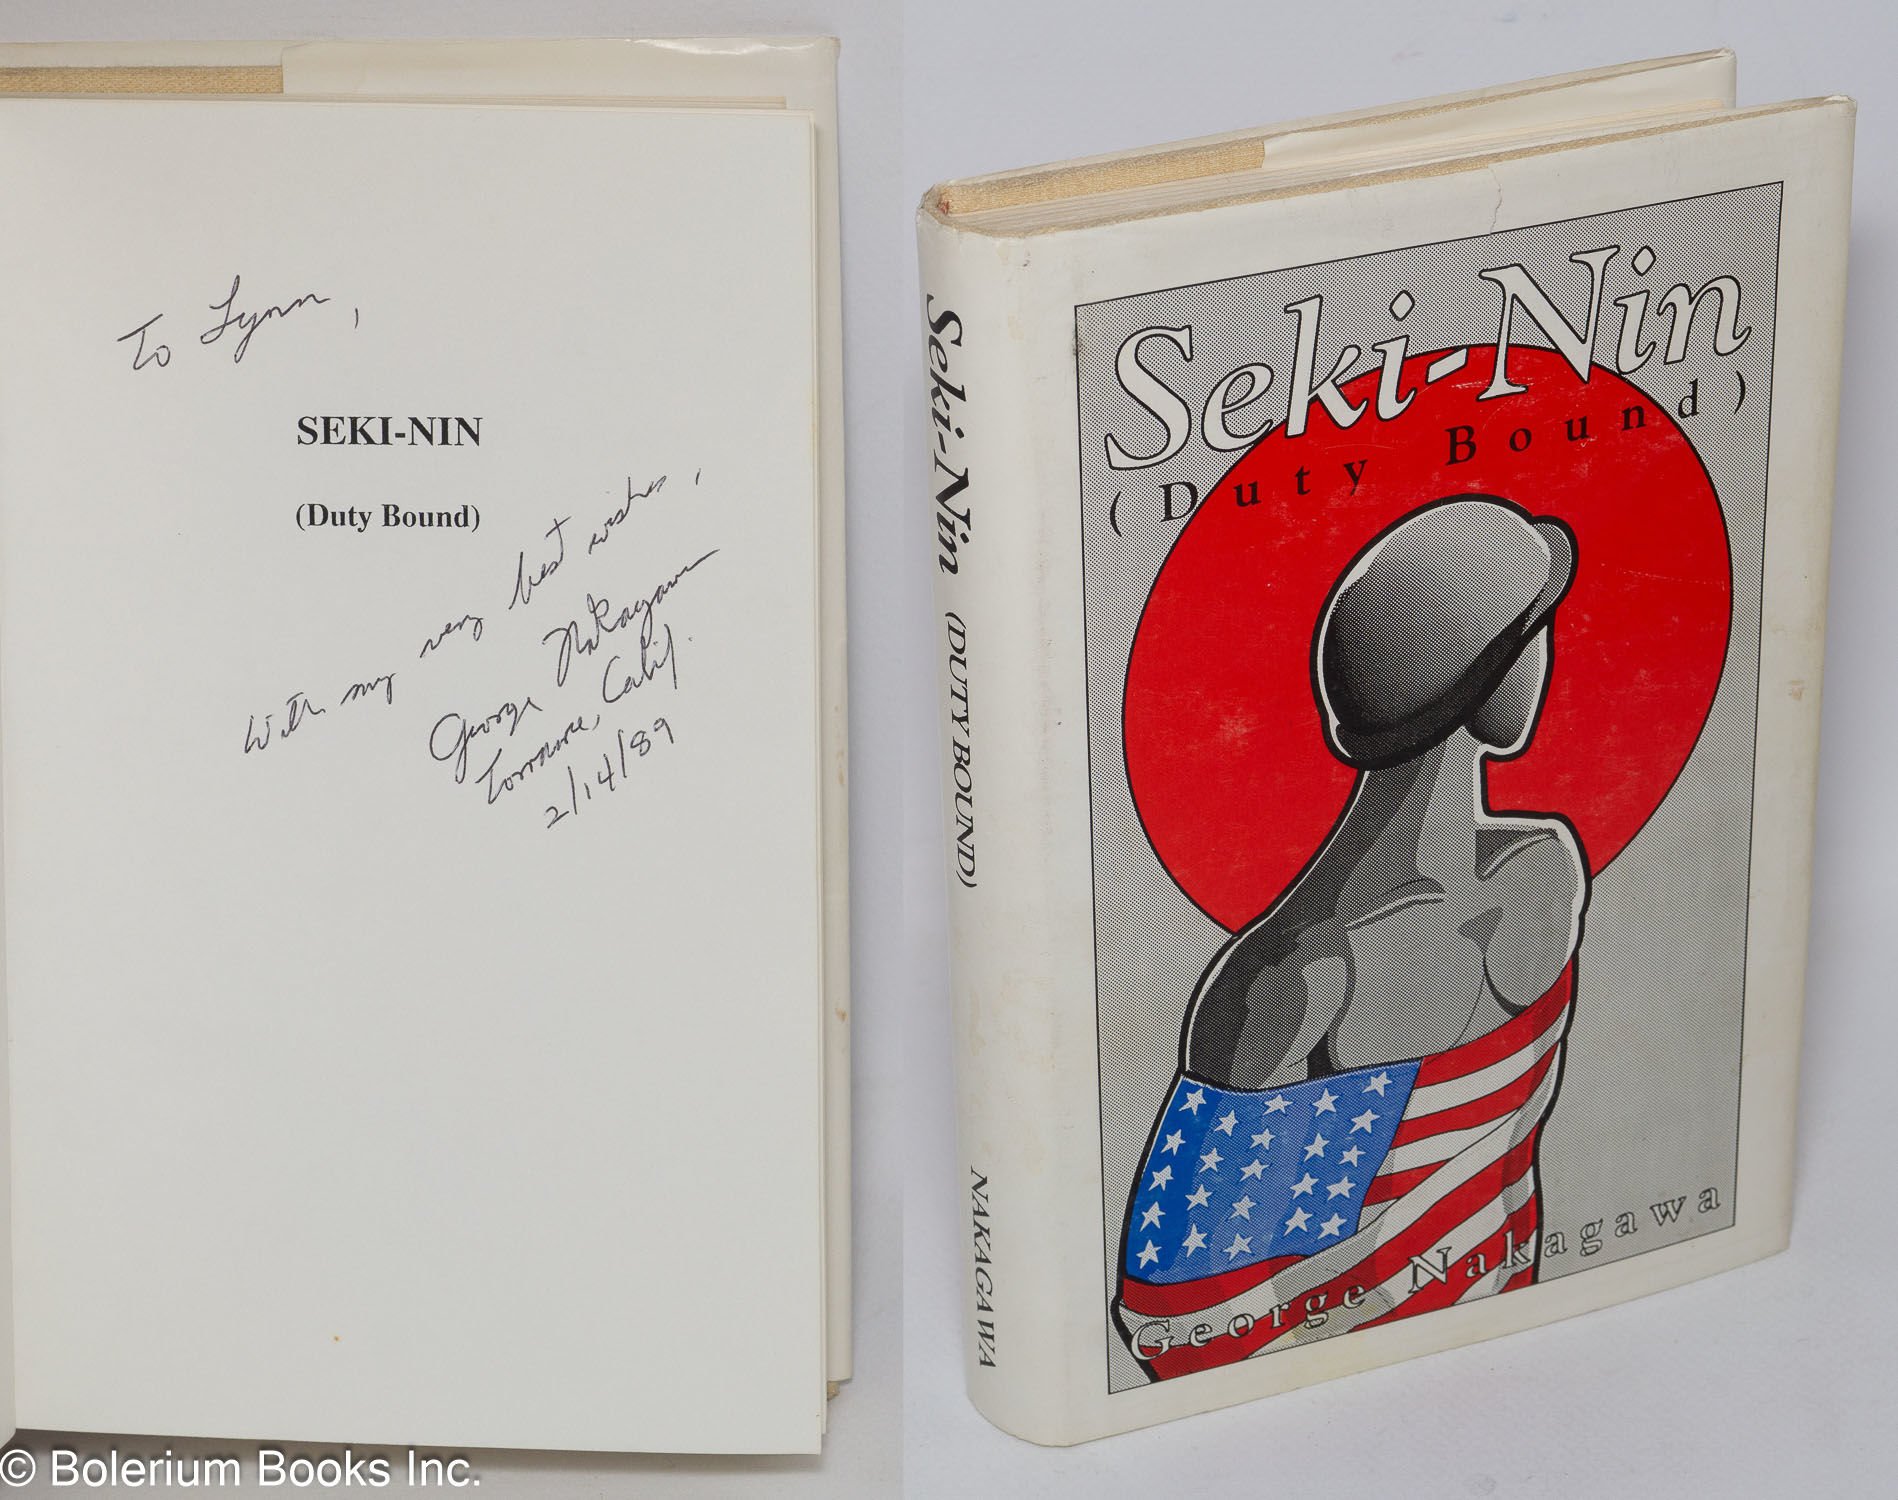 To Lynn,
SEKI-NIN
(Duty Bound)
With my very best wishes,
George Nakagawa
Torrance, Calif.
2/14/89
Seki-Nin (DUTY BOUND) NAKAGAWA
Seki-Nin
(Duty Bound)
George Nakagawa
© Bolerium Books Inc.